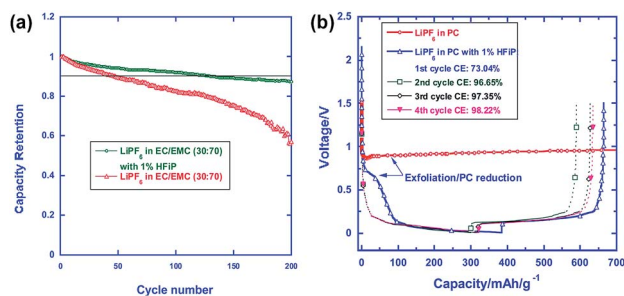 (a)
Capacity Retention
1.2
1
0.8
0.6
0.4
0.2
0
0
50
100
150
200
LiPF6 in EC/EMC (30:70)
with 1% HFiP
LiPF6 in EC/EMC (30:70)
Cycle number
(b)
Voltage/V
2.5
2
1.5
1
0.5
0
LiPF6 in PC
LiPF6 in PC with 1% HFiP
1st cycle CE: 73.04%
2nd cycle CE: 96.65%
3rd cycle CE: 97.35%
4th cycle CE: 98.22%
Exfoliation/PC reduction
0
100
200
300
400
500
600
700
Capacity/mAh/g-1